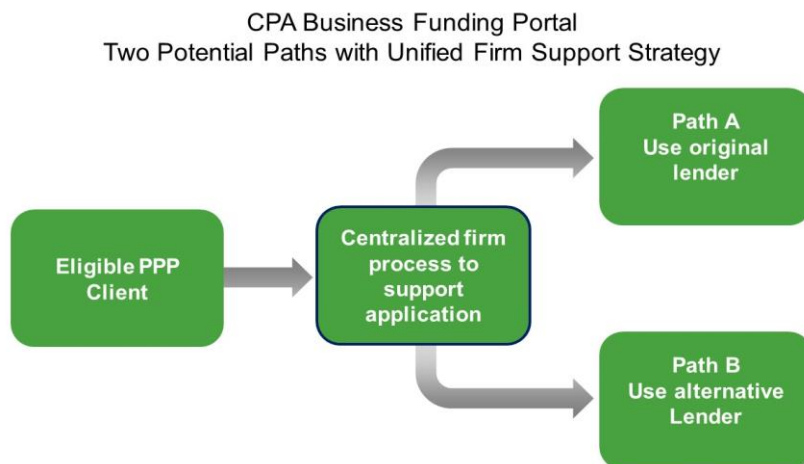 CPA Business Funding Portal
Two Potential Paths with Unified Firm Support Strategy
Eligible PPP
Client
Centralized firm
process to
support
application
Path A
Use original
lender
Path B
Use alternative
Lender